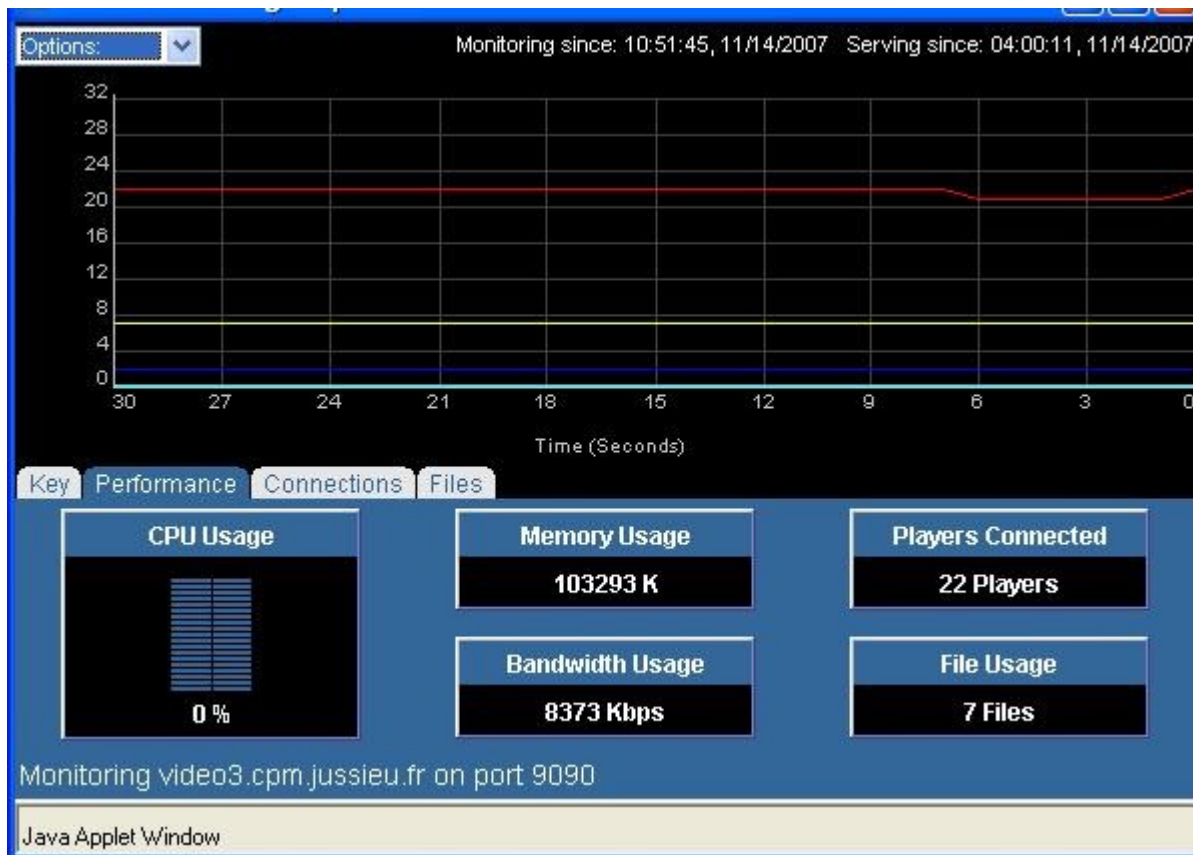 Options:
Monitoring since: 10:51:45, 11/14/2007 Serving since: 04:00:11, 11/14/2007
32
28
24
20
16
12
8
4
0
30 27 24 21 18 15 12 9 6 3 0
Time (Seconds)
Key Performance Connections Files
CPU Usage
0 %
Memory Usage
103293 K
Players Connected
22 Players
Bandwidth Usage
8373 Kbps
File Usage
7 Files
Monitoring video3.cpm.jussieu.fr on port 9090
Java Applet Window